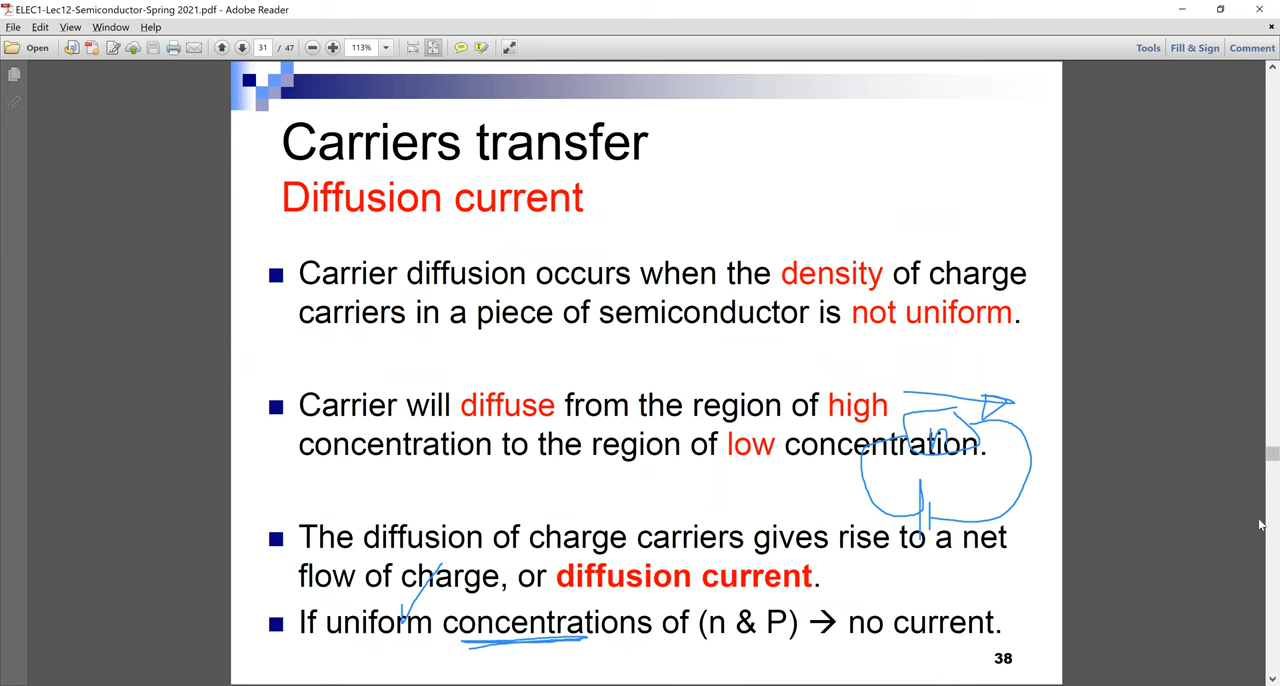 ELEC1-Lec12-Semiconductor-Spring 2021.pdf - Adobe Reader
File Edit View Window Help
Open 31 / 47 113% Tools Fill & Sign Comment
Carriers transfer
Diffusion current
Carrier diffusion occurs when the density of charge
carriers in a piece of semiconductor is not uniform.
Carrier will diffuse from the region of high
concentration to the region of low concentration.
n
The diffusion of charge carriers gives rise to a net
flow of charge, or diffusion current.
If uniform concentrations of (n & P) → no current.
38